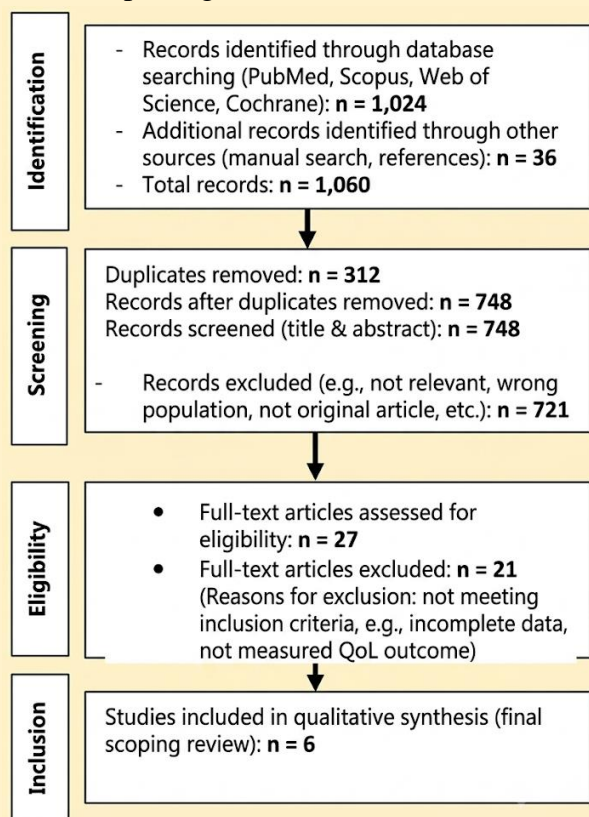 Identification
- Records identified through database
searching (PubMed, Scopus, Web of
Science, Cochrane): n = 1,024
- Additional records identified through other
sources (manual search, references): n = 36
- Total records: n = 1,060
Screening
Duplicates removed: n = 312
Records after duplicates removed: n = 748
Records screened (title & abstract): n = 748
- Records excluded (e.g., not relevant, wrong
population, not original article, etc.): n = 721
Eligibility
• Full-text articles assessed for
eligibility: n = 27
• Full-text articles excluded: n = 21
(Reasons for exclusion: not meeting
inclusion criteria, e.g., incomplete data,
not measured QoL outcome)
Inclusion
Studies included in qualitative synthesis (final
scoping review): n = 6